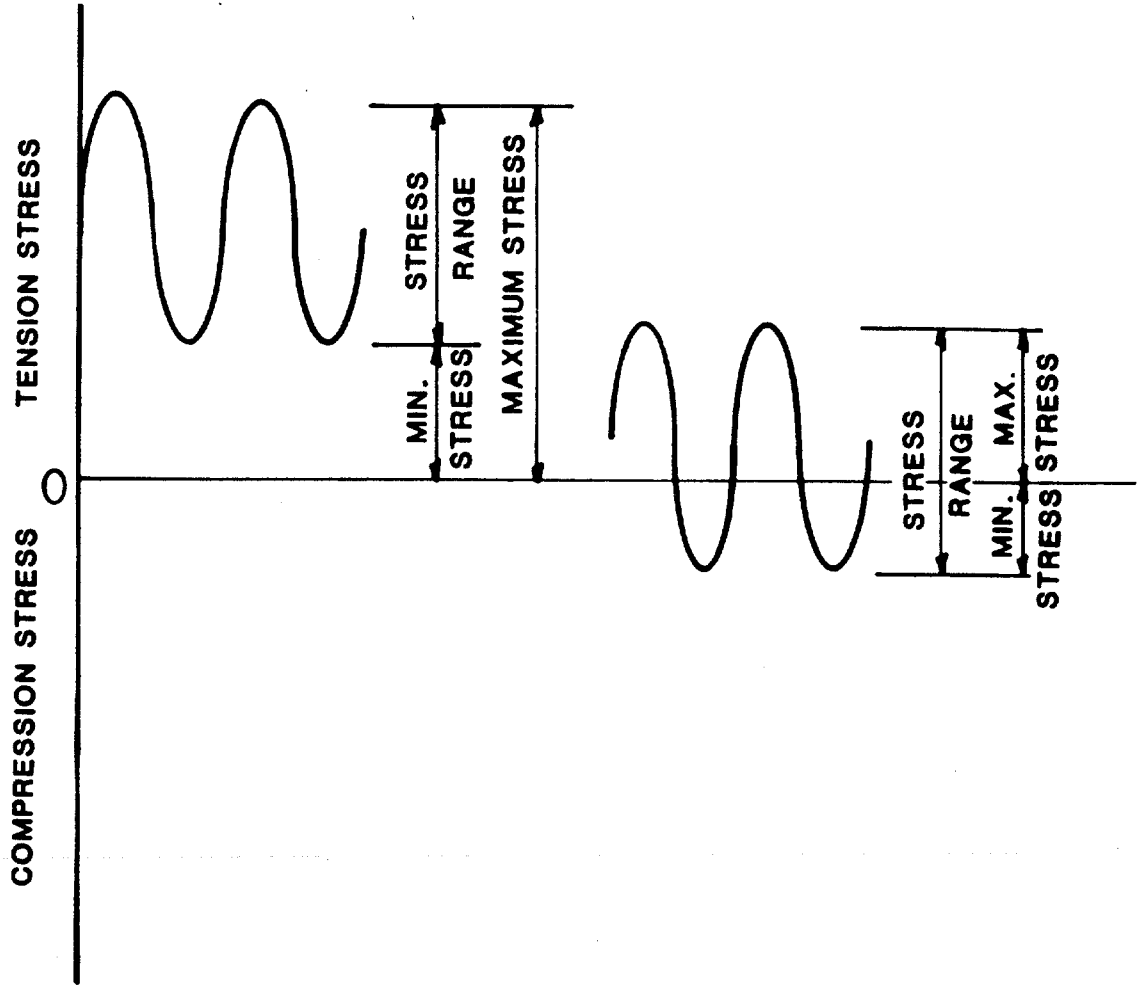 TENSION STRESS
0
COMPRESSION STRESS
STRESS
RANGE
MIN.
STRESS
MAXIMUM STRESS
STRESS
RANGE
MAX.
STRESS
MIN.
STRESS